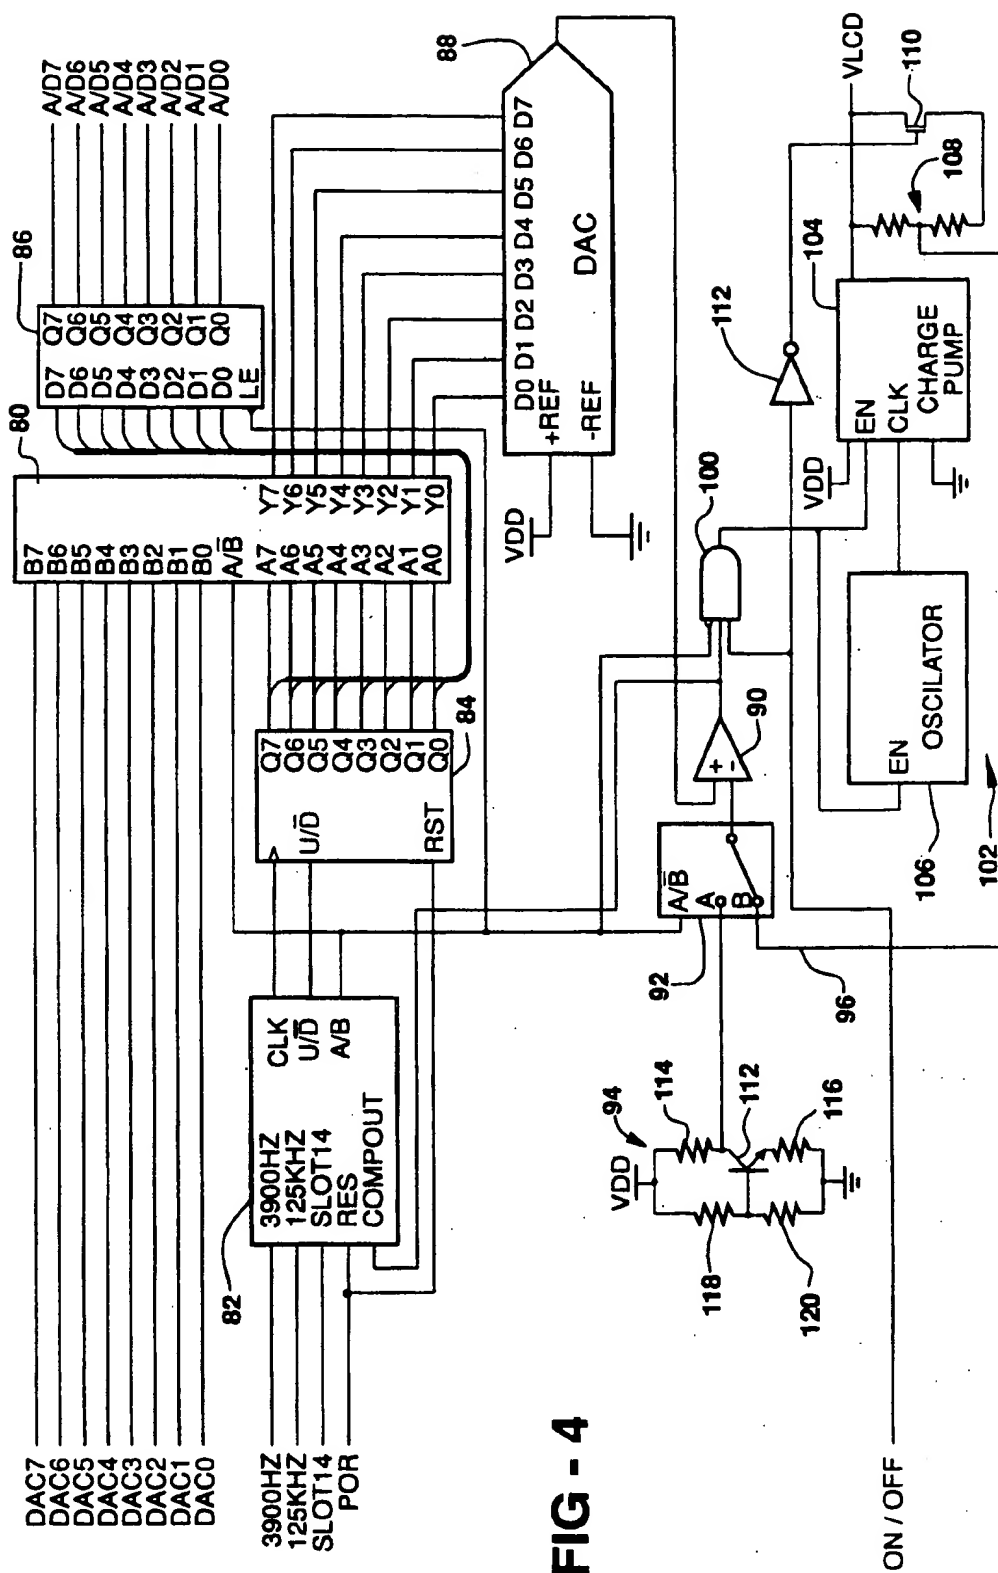 DAC7
DAC6
DAC5
DAC4
DAC3
DAC2
DAC1
DAC0
3900HZ
125KHZ
SLOT14
POR
82
3900HZ
125KHZ
SLOT14
RES
COMPOUT
CLK
U/D̅
A/B
U/D̅
RST
Q7
Q6
Q5
Q4
Q3
Q2
Q1
Q0
84
80
B7
B6
B5
B4
B3
B2
B1
B0
A/B̅
A7
A6
A5
A4
A3
A2
A1
A0
Y7
Y6
Y5
Y4
Y3
Y2
Y1
Y0
86
D7
D6
D5
D4
D3
D2
D1
D0
LE
Q7
Q6
Q5
Q4
Q3
Q2
Q1
Q0
A/D7
A/D6
A/D5
A/D4
A/D3
A/D2
A/D1
A/D0
88
D0 D1 D2 D3 D4 D5 D6 D7
+REF
-REF
DAC
VDD
94
VDD
114
112
116
118
120
92
A/B̅
A
B
96
+
-
90
100
112
VDD
104
EN
CLK
CHARGE
PUMP
108
110
VLCD
EN
OSCILATOR
106
102
ON / OFF
FIG - 4